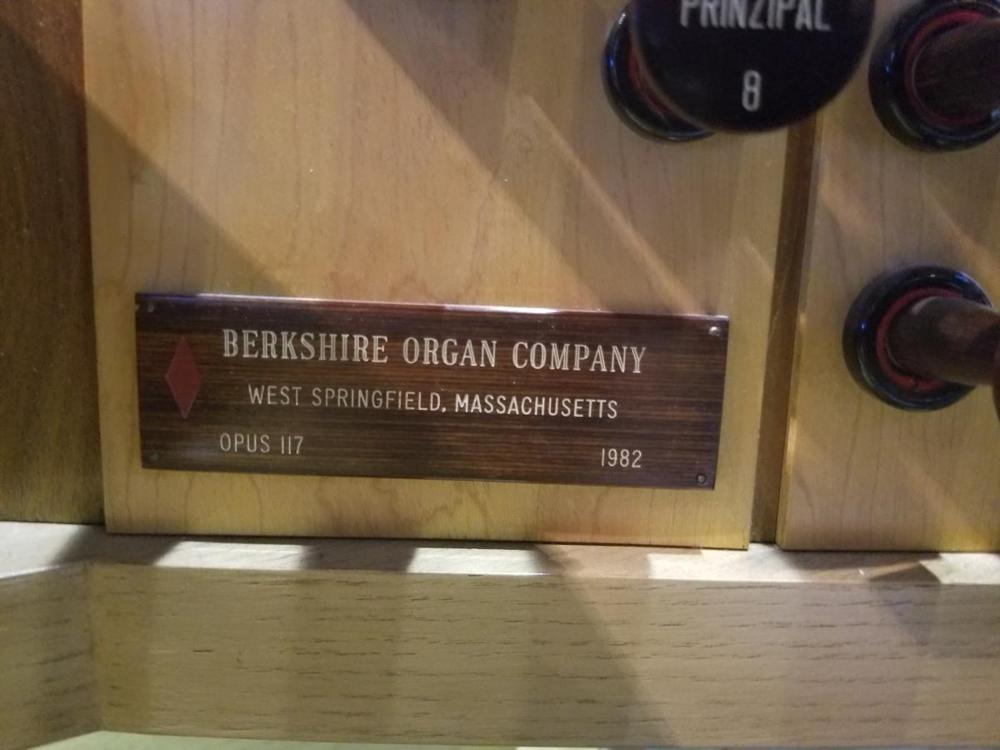 PRINZIPAL
8
BERKSHIRE ORGAN COMPANY
WEST SPRINGFIELD, MASSACHUSETTS
OPUS 117 1982